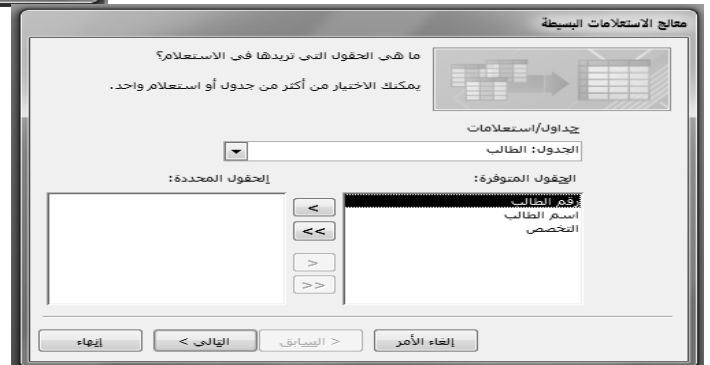 معالج الاستعلامات البسيطة
ما هي الحقول التي تريدها في الاستعلام؟
يمكنك الاختيار من أكثر من جدول أو استعلام واحد.
جداول/استعلامات
الجدول: الطالب
الحقول المتوفرة:
الحقول المحددة:
رقم الطالب
اسم الطالب
التخصص
>
>>
<
<<
إلغاء الأمر
< السابق
التالي >
إنهاء